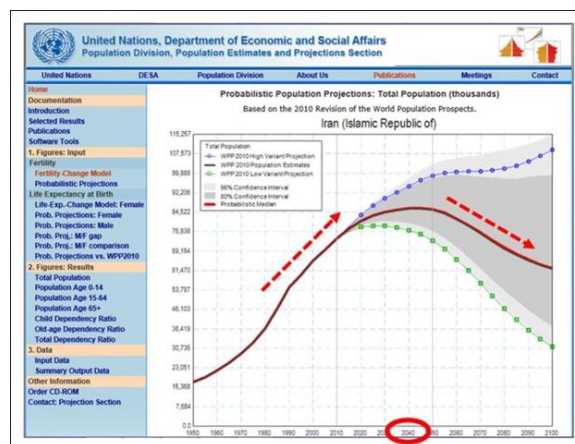 United Nations, Department of Economic and Social Affairs
Population Division, Population Estimates and Projections Section
United Nations DESA Population Division About Us Publications Meetings Contact
Home
Documentation
Introduction
Selected Results
Publications
Software Tools
1. Figures: Input
Fertility
Fertility-Change Model
Probabilistic Projections
Life Expectancy at Birth
Life-Exp.-Change Model: Female
Prob. Projections: Female
Prob. Projections: Male
Prob. Proj.: M/F gap
Prob. Proj.: M/F comparison
Prob. Projections vs. WPP2010
2. Figures: Results
Total Population
Population Age 0-14
Population Age 15-64
Population Age 65+
Child Dependency Ratio
Old-age Dependency Ratio
Total Dependency Ratio
3. Data
Input Data
Summary Output Data
Other Information
Order CD-ROM
Contact: Projection Section
Probabilistic Population Projections: Total Population (thousands)
Based on the 2010 Revision of the World Population Prospects.
Iran (Islamic Republic of)
Total Population
WPP 2010 High Variant Projection
WPP 2010 Population Estimates
WPP 2010 Low Variant Projection
80% Confidence Interval
Probabilistic Median
115,257
107,573
99,889
92,206
84,522
76,838
69,154
61,470
53,787
46,103
38,419
30,735
23,051
15,368
7,684
0.0
1950 1960 1970 1980 1990 2000 2010 2020 2030 2040 2050 2060 2070 2080 2090 2100